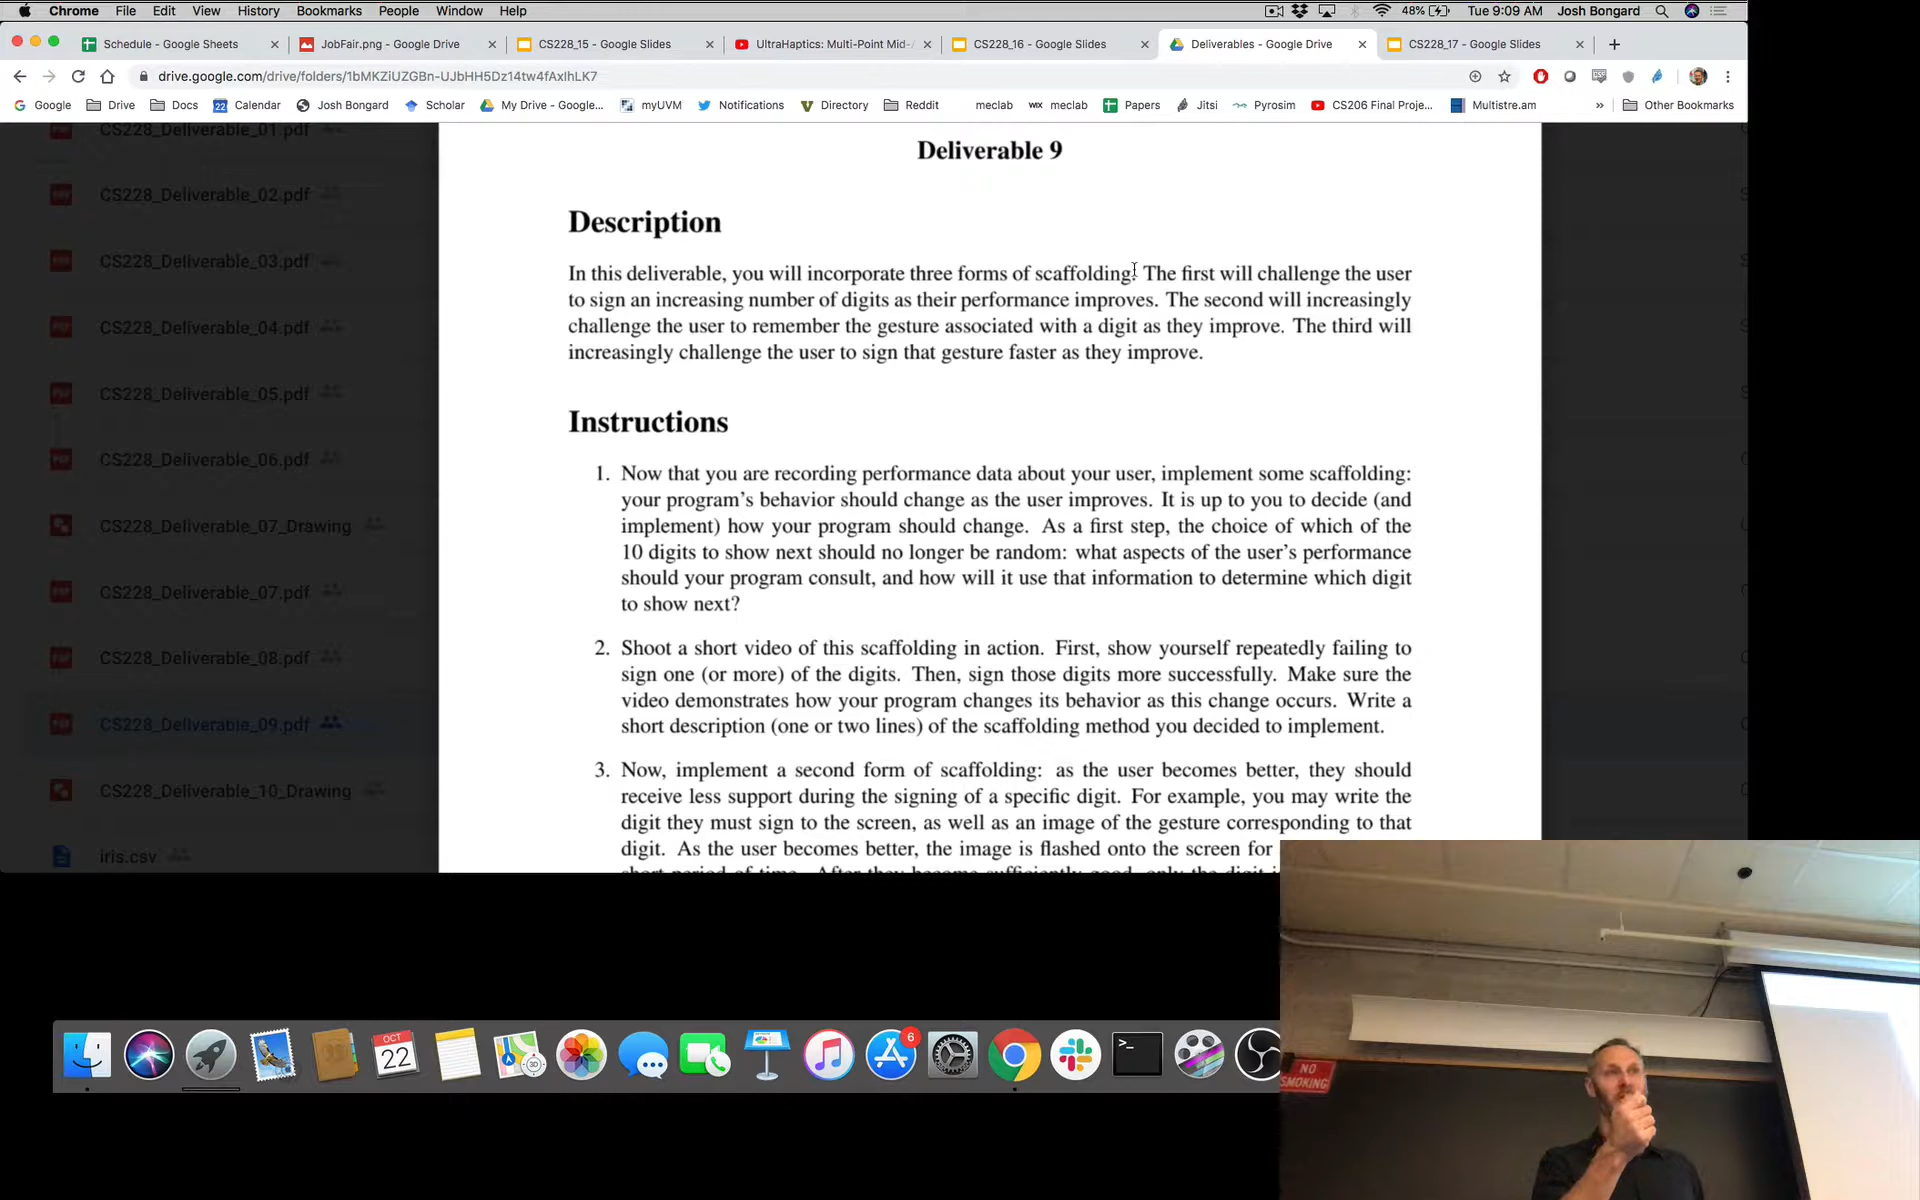 Chrome File Edit View History Bookmarks People Window Help 48% Tue 9:09 AM Josh Bongard
Schedule - Google Sheets JobFair.png - Google Drive CS228_15 - Google Slides UltraHaptics: Multi-Point Mid-A CS228_16 - Google Slides Deliverables - Google Drive CS228_17 - Google Slides
drive.google.com/drive/folders/1bMKZiUZGBn-UJbHH5Dz14tw4fAxlhLK7
Google Drive Docs Calendar Josh Bongard Scholar My Drive - Google... myUVM Notifications Directory Reddit meclab meclab Papers Jitsi Pyrosim CS206 Final Proje... Multistre.am » Other Bookmarks
CS228_Deliverable_01.pdf
CS228_Deliverable_02.pdf
CS228_Deliverable_03.pdf
CS228_Deliverable_04.pdf
CS228_Deliverable_05.pdf
CS228_Deliverable_06.pdf
CS228_Deliverable_07_Drawing
CS228_Deliverable_07.pdf
CS228_Deliverable_08.pdf
CS228_Deliverable_09.pdf
CS228_Deliverable_10_Drawing
iris.csv
Deliverable 9
Description
In this deliverable, you will incorporate three forms of scaffolding. The first will challenge the user
to sign an increasing number of digits as their performance improves. The second will increasingly
challenge the user to remember the gesture associated with a digit as they improve. The third will
increasingly challenge the user to sign that gesture faster as they improve.
Instructions
1. Now that you are recording performance data about your user, implement some scaffolding:
your program's behavior should change as the user improves. It is up to you to decide (and
implement) how your program should change. As a first step, the choice of which of the
10 digits to show next should no longer be random: what aspects of the user's performance
should your program consult, and how will it use that information to determine which digit
to show next?
2. Shoot a short video of this scaffolding in action. First, show yourself repeatedly failing to
sign one (or more) of the digits. Then, sign those digits more successfully. Make sure the
video demonstrates how your program changes its behavior as this change occurs. Write a
short description (one or two lines) of the scaffolding method you decided to implement.
3. Now, implement a second form of scaffolding: as the user becomes better, they should
receive less support during the signing of a specific digit. For example, you may write the
digit they must sign to the screen, as well as an image of the gesture corresponding to that
digit. As the user becomes better, the image is flashed onto the screen for
short period of time. After they become sufficiently good, only the digit i
OCT
22
6
NO
SMOKING